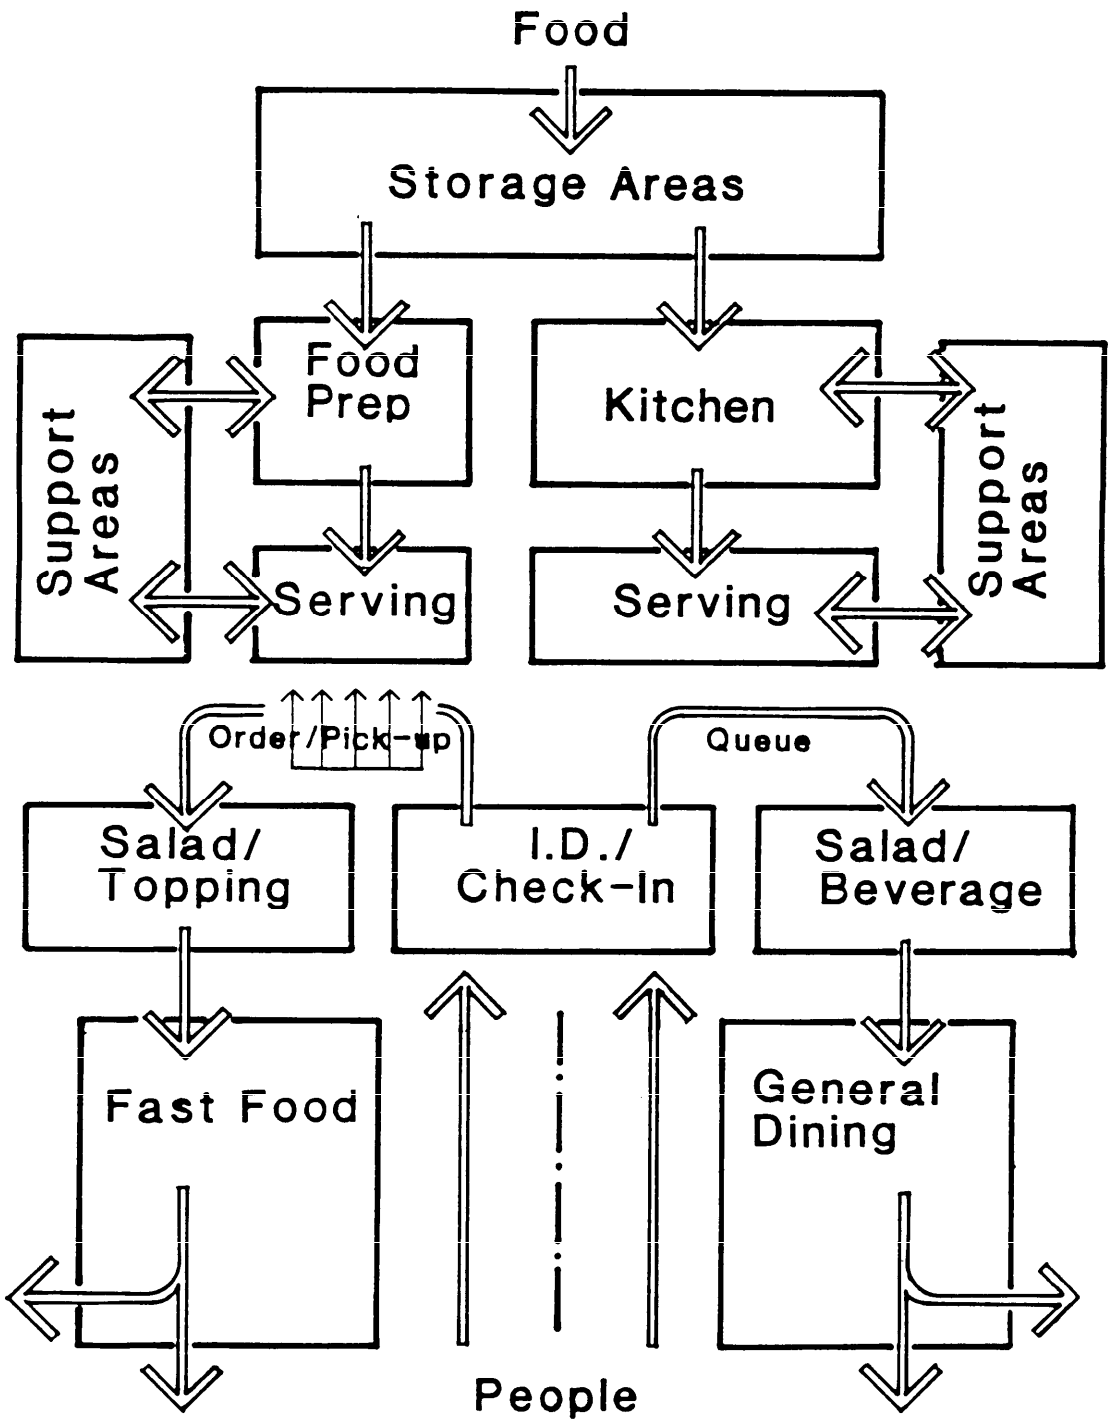 Food
Storage Areas
Food
Prep
Kitchen
Support
Areas
Support
Areas
Serving
Serving
Order/Pick-up
Queue
Salad/
Topping
I.D./
Check-In
Salad/
Beverage
Fast Food
General
Dining
People